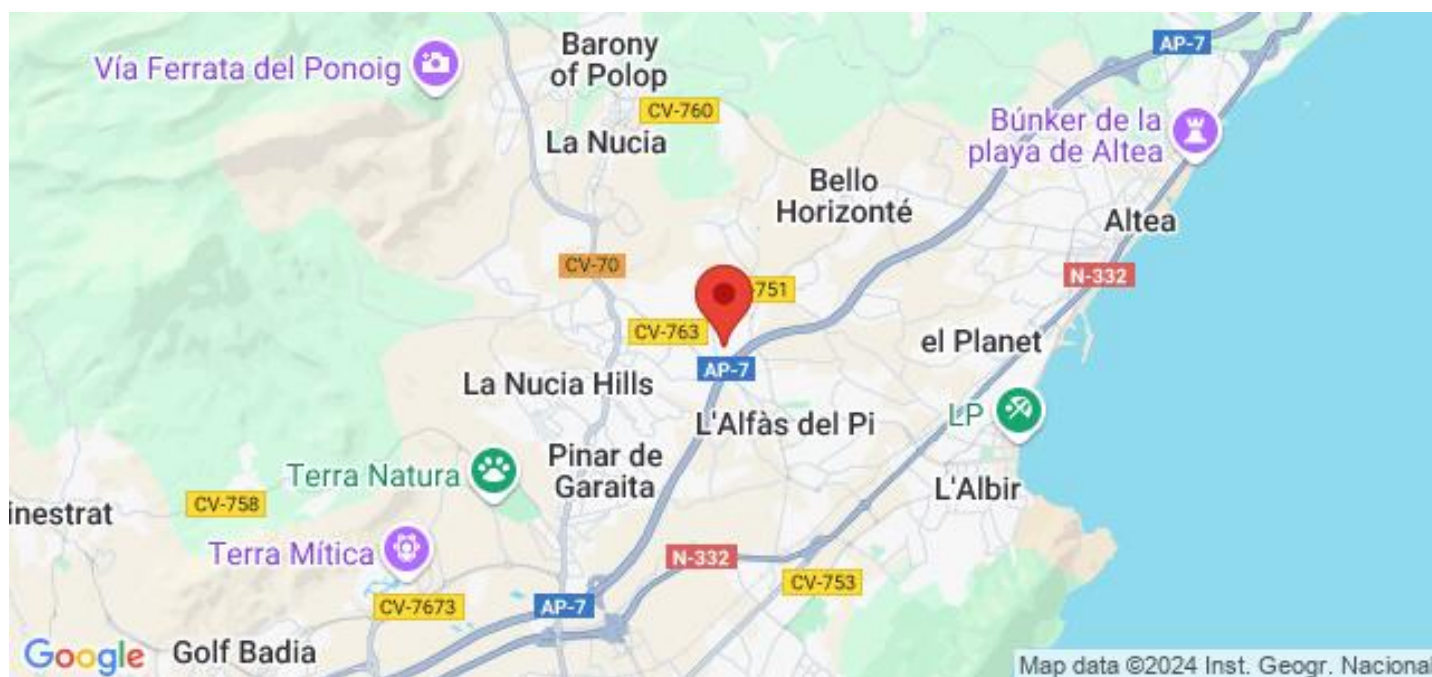 AP-7
Barony
of Polop
Vía Ferrata del Ponoig
CV-760
Búnker de la
playa de Altea
La Nucia
Bello
Horizonté
Altea
CV-70
N-332
-751
CV-763
el Planet
AP-7
La Nucia Hills
LP
L'Alfàs del Pi
Pinar de
Garaita
Terra Natura
L'Albir
CV-758
inestrat
Terra Mítica
N-332
CV-753
CV-7673
AP-7
Google
Golf Badia
Map data ©2024 Inst. Geogr. Nacional